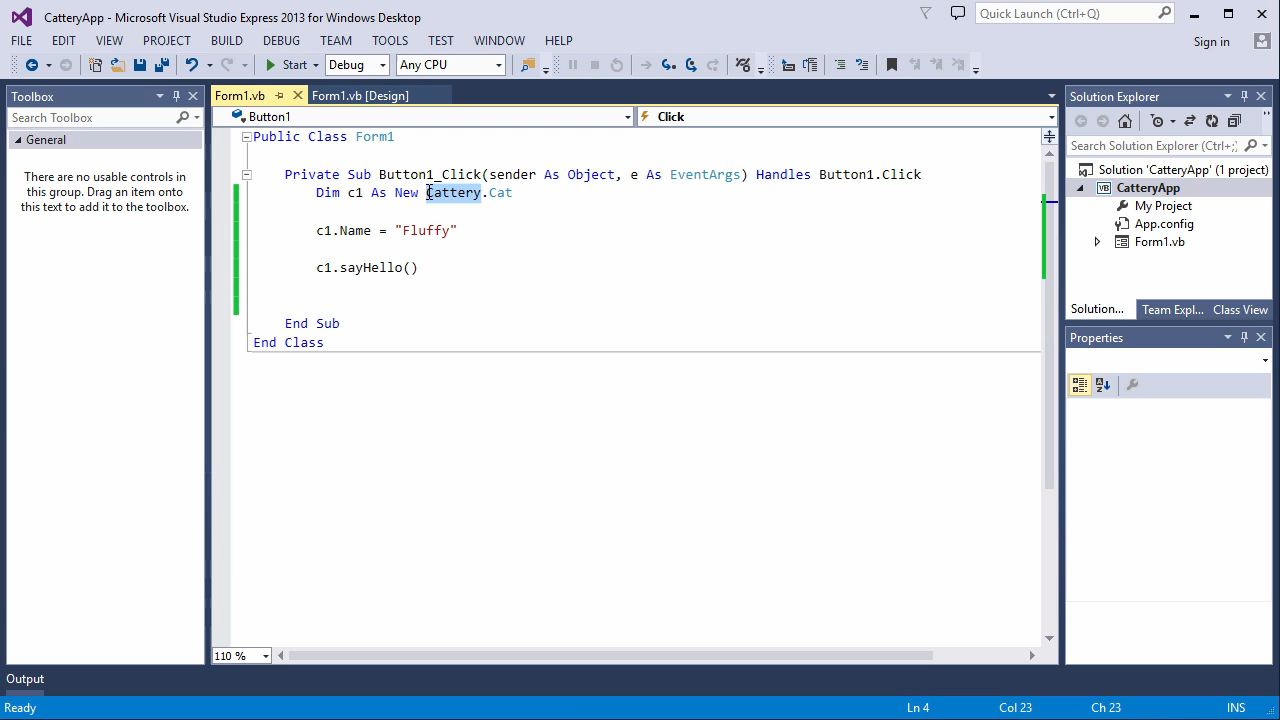 CatteryApp - Microsoft Visual Studio Express 2013 for Windows Desktop
Quick Launch (Ctrl+Q)
FILE EDIT VIEW PROJECT BUILD DEBUG TEAM TOOLS TEST WINDOW HELP
Sign in
Start Debug Any CPU
Toolbox
Search Toolbox
General
There are no usable controls in
this group. Drag an item onto
this text to add it to the toolbox.
Form1.vb Form1.vb [Design]
Button1 Click
Public Class Form1
Private Sub Button1_Click(sender As Object, e As EventArgs) Handles Button1.Click
Dim c1 As New Cattery.Cat
c1.Name = "Fluffy"
c1.sayHello()
End Sub
End Class
110 %
Solution Explorer
Search Solution Explorer (Ctrl+;)
Solution 'CatteryApp' (1 project)
CatteryApp
My Project
App.config
Form1.vb
Solution... Team Expl... Class View
Properties
Output
Ready Ln 4 Col 23 Ch 23 INS